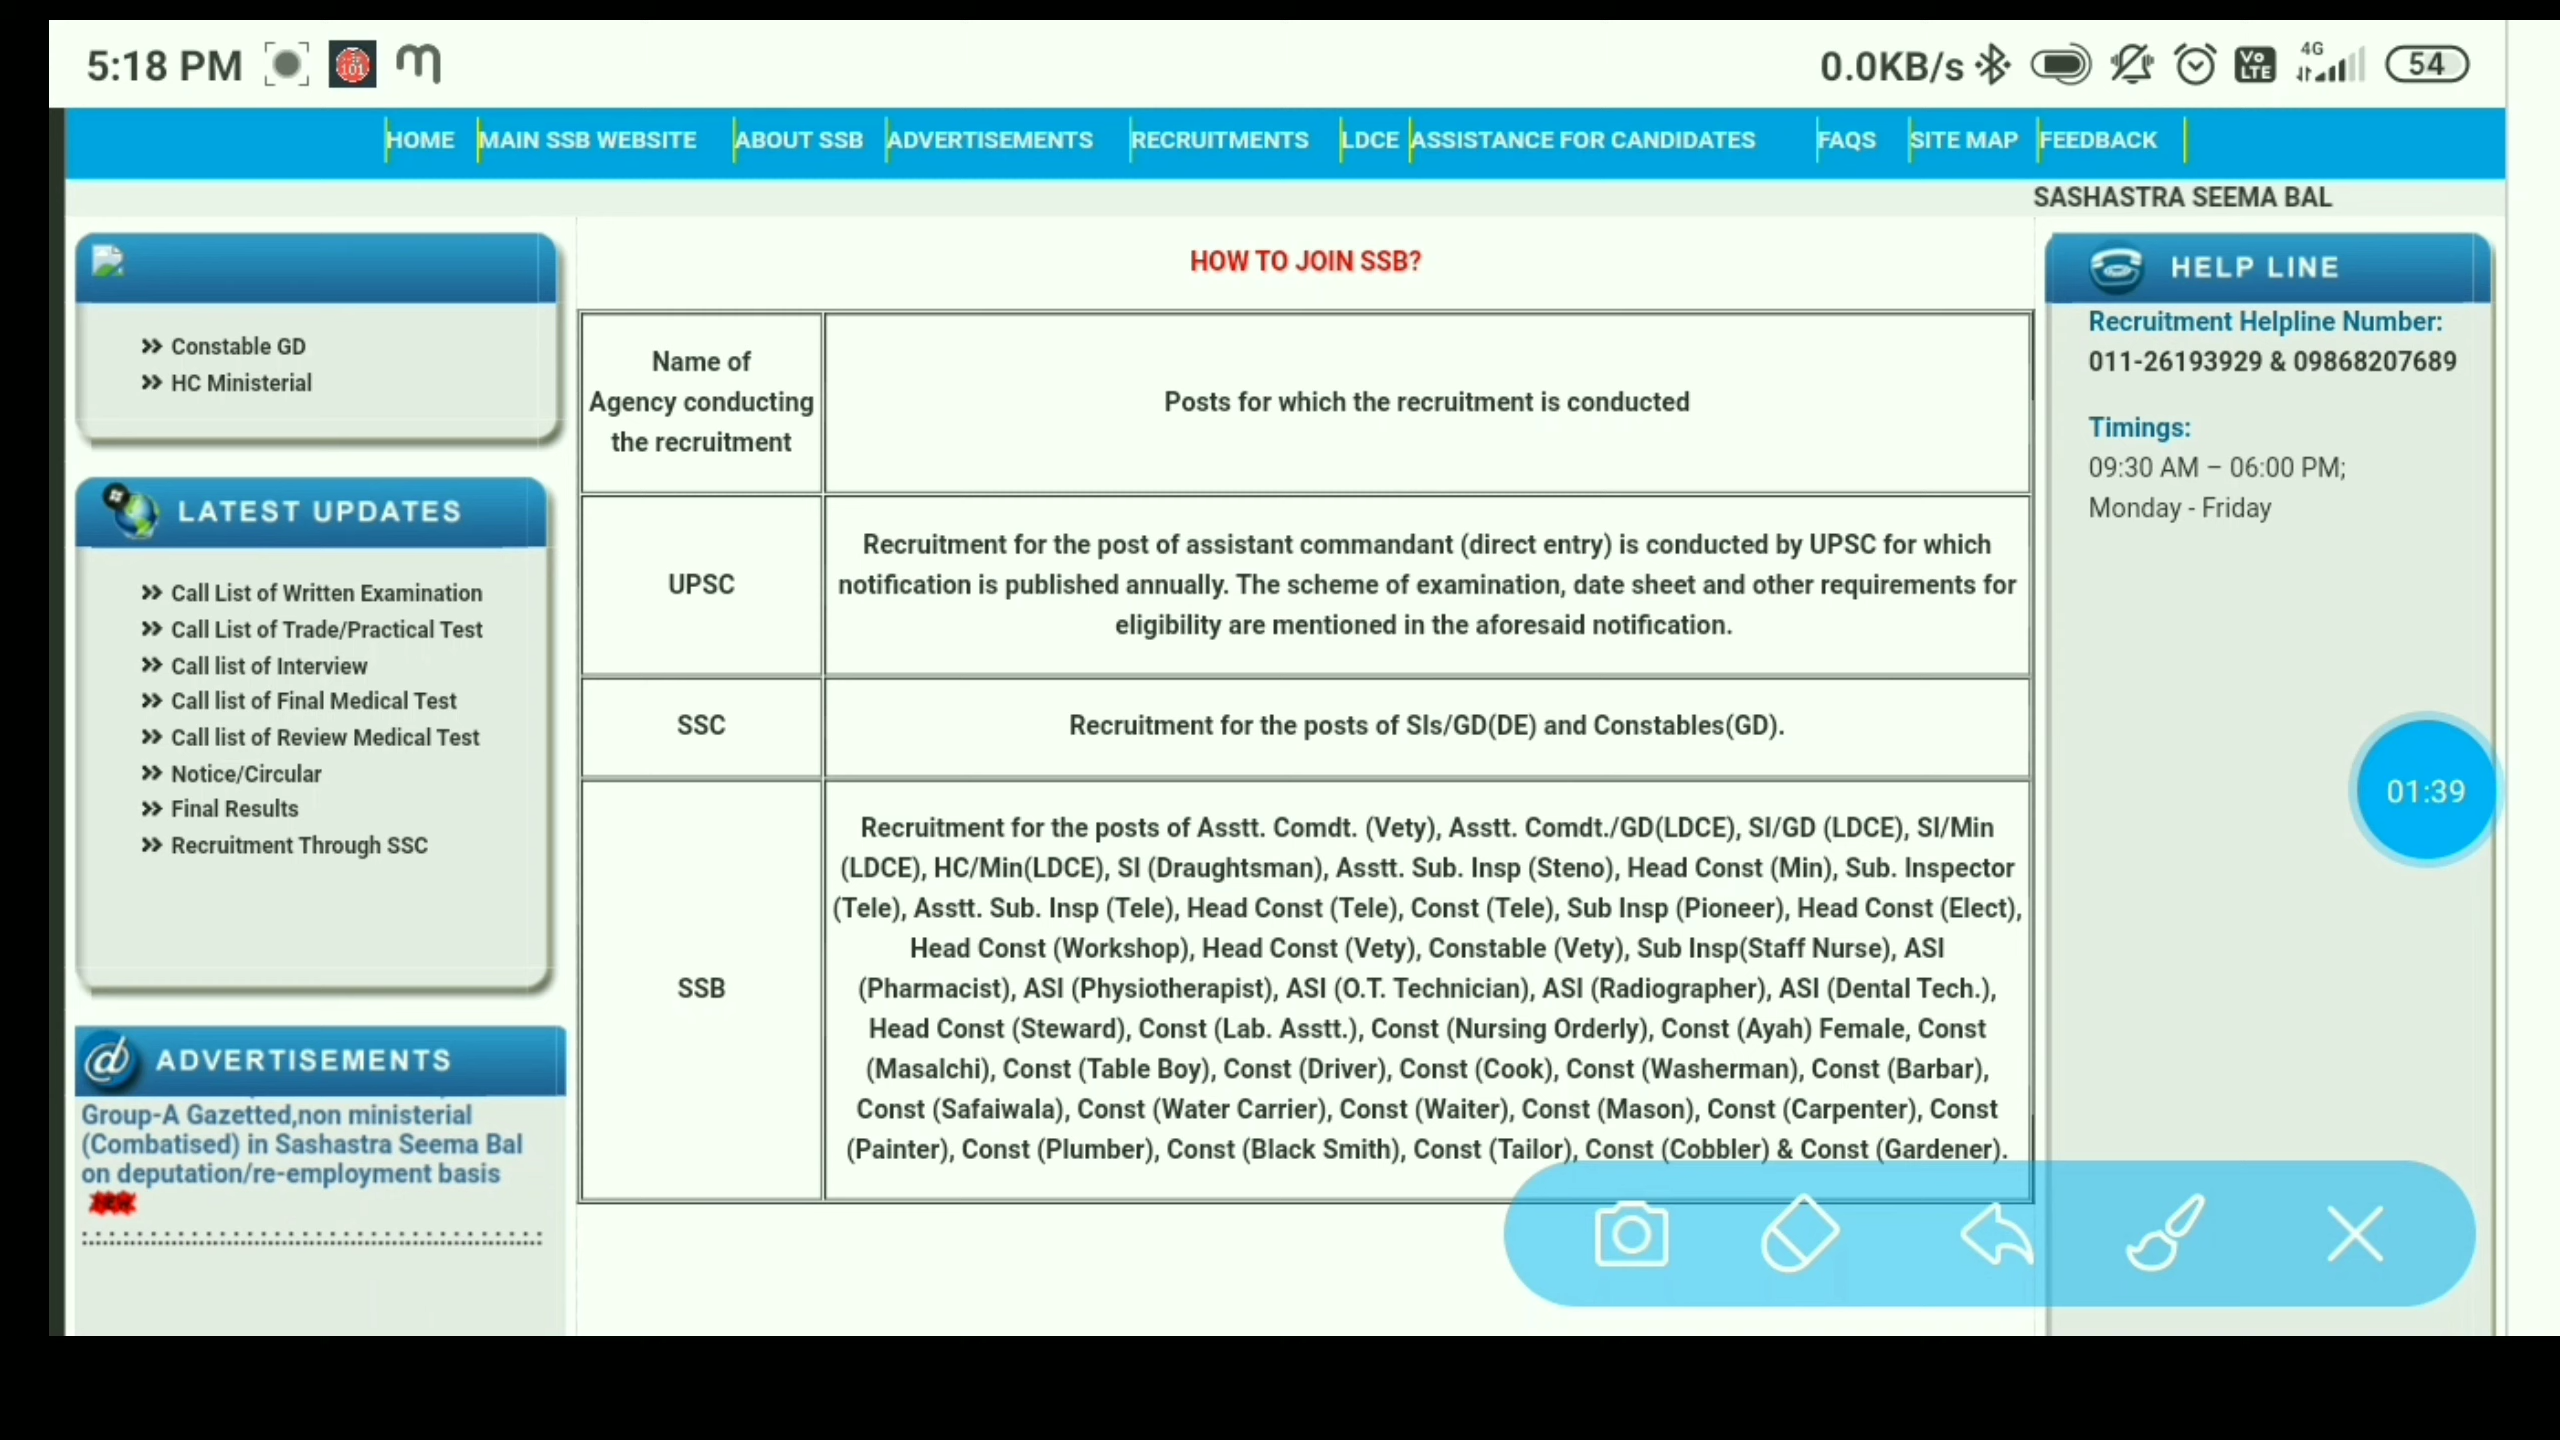 5:18 PM
101
0.0KB/s
Vo LTE
4G
54
HOME MAIN SSB WEBSITE ABOUT SSB ADVERTISEMENTS RECRUITMENTS LDCE ASSISTANCE FOR CANDIDATES FAQS SITE MAP FEEDBACK
SASHASTRA SEEMA BAL
Constable GD
HC Ministerial
LATEST UPDATES
Call List of Written Examination
Call List of Trade/Practical Test
Call list of Interview
Call list of Final Medical Test
Call list of Review Medical Test
Notice/Circular
Final Results
Recruitment Through SSC
ADVERTISEMENTS
Group-A Gazetted,non ministerial
(Combatised) in Sashastra Seema Bal
on deputation/re-employment basis
HOW TO JOIN SSB?
Name of
Agency conducting
the recruitment
Posts for which the recruitment is conducted
UPSC
Recruitment for the post of assistant commandant (direct entry) is conducted by UPSC for which
notification is published annually. The scheme of examination, date sheet and other requirements for
eligibility are mentioned in the aforesaid notification.
SSC
Recruitment for the posts of SIs/GD(DE) and Constables(GD).
SSB
Recruitment for the posts of Asstt. Comdt. (Vety), Asstt. Comdt./GD(LDCE), SI/GD (LDCE), SI/Min
(LDCE), HC/Min(LDCE), SI (Draughtsman), Asstt. Sub. Insp (Steno), Head Const (Min), Sub. Inspector
(Tele), Asstt. Sub. Insp (Tele), Head Const (Tele), Const (Tele), Sub Insp (Pioneer), Head Const (Elect),
Head Const (Workshop), Head Const (Vety), Constable (Vety), Sub Insp(Staff Nurse), ASI
(Pharmacist), ASI (Physiotherapist), ASI (O.T. Technician), ASI (Radiographer), ASI (Dental Tech.),
Head Const (Steward), Const (Lab. Asstt.), Const (Nursing Orderly), Const (Ayah) Female, Const
(Masalchi), Const (Table Boy), Const (Driver), Const (Cook), Const (Washerman), Const (Barbar),
Const (Safaiwala), Const (Water Carrier), Const (Waiter), Const (Mason), Const (Carpenter), Const
(Painter), Const (Plumber), Const (Black Smith), Const (Tailor), Const (Cobbler) & Const (Gardener).
HELP LINE
Recruitment Helpline Number:
011-26193929 & 09868207689
Timings:
09:30 AM – 06:00 PM;
Monday - Friday
01:39